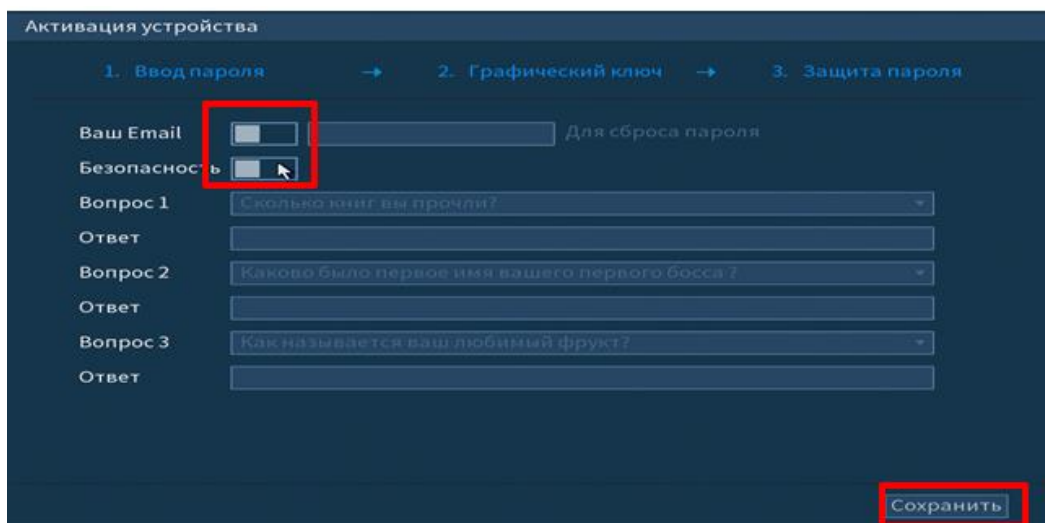 Активация устройства
1. Ввод пароля → 2. Графический ключ → 3. Защита пароля
Ваш Email Для сброса пароля
Безопасность
Вопрос 1 Сколько книг вы прочли?
Ответ
Вопрос 2 Каково было первое имя вашего первого босса ?
Ответ
Вопрос 3 Как называется ваш любимый фрукт?
Ответ
Сохранить